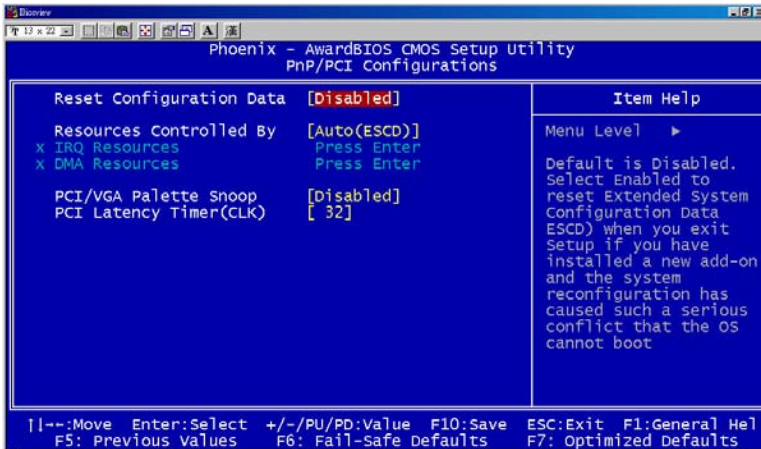 Biosview
13 x 22 A 漢
Phoenix - AwardBIOS CMOS Setup Utility
PnP/PCI Configurations
Reset Configuration Data [Disabled]
Resources Controlled By [Auto(ESCD)]
x IRQ Resources Press Enter
x DMA Resources Press Enter
PCI/VGA Palette Snoop [Disabled]
PCI Latency Timer(CLK) [ 32]
Item Help
Menu Level ►
Default is Disabled.
Select Enabled to
reset Extended System
Configuration Data
ESCD) when you exit
Setup if you have
installed a new add-on
and the system
reconfiguration has
caused such a serious
conflict that the OS
cannot boot
↑↓→←:Move Enter:Select +/-/PU/PD:Value F10:Save ESC:Exit F1:General Hel
F5: Previous Values F6: Fail-Safe Defaults F7: Optimized Defaults